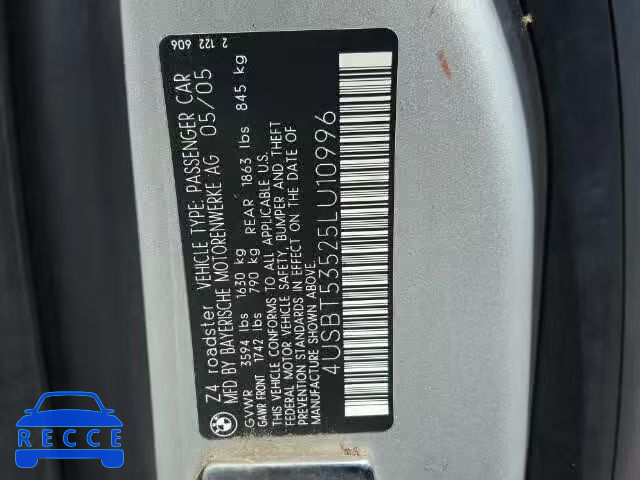 Z4 roadster VEHICLE TYPE: PASSENGER CAR
MFD BY BAYERISCHE MOTORENWERKE AG 05/05
GVWR 3594 lbs 1630 kg REAR 1863 lbs 845 kg
GAWR FRONT 1742 lbs 790 kg
THIS VEHICLE CONFORMS TO ALL APPLICABLE U.S.
FEDERAL MOTOR VEHICLE SAFETY, BUMPER AND THEFT
PREVENTION STANDARDS IN EFFECT ON THE DATE OF
MANUFACTURE SHOWN ABOVE:
4USBT53525LU10996
2 122 606
BMW
RECCE